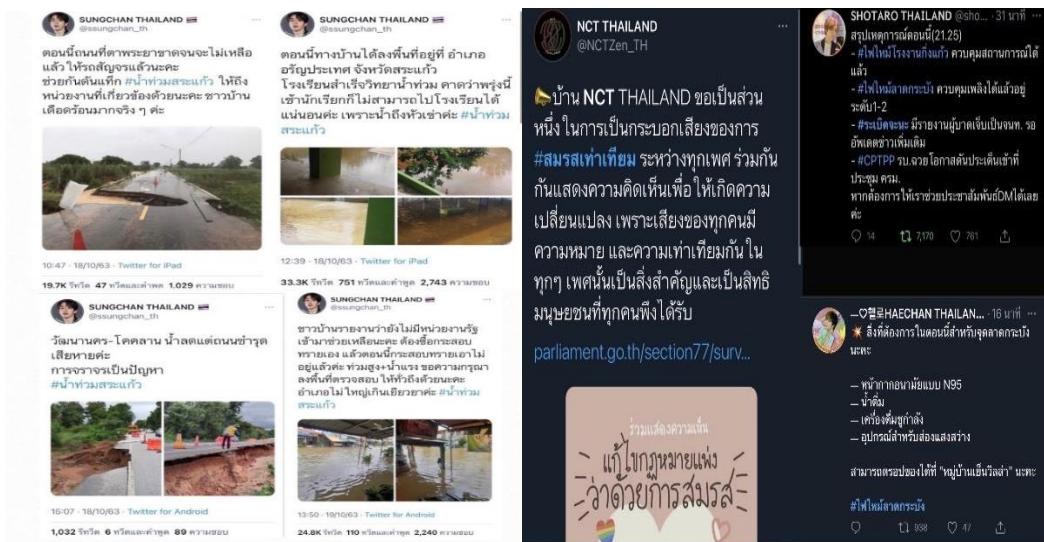 SUNGCHAN THAILAND 🇹🇭
@ssungchan_th
ตอนนี้ถนนที่ตาพระยาขาดจนจะไม่เหลือ
แล้ว ให้รถสัญจรแล้วนะคะ
ช่วยกันดันแท็ก #น้ำท่วมสระแก้ว ให้ถึง
หน่วยงานที่เกี่ยวข้องด้วยนะคะ ชาวบ้าน
เดือดร้อนมากจริง ๆ ค่ะ
10:47 · 18/10/63 · Twitter for iPad
19.7K รีทวีต 47 ทวีตและคำพูด 1,029 ความชอบ
SUNGCHAN THAILAND 🇹🇭
@ssungchan_th
ตอนนี้ทางบ้านได้ลงพื้นที่อยู่ที่ อำเภอ
อรัญประเทศ จังหวัดสระแก้ว
โรงเรียนสำเร็จวิทยาน้ำท่วม คาดว่าพรุ่งนี้
เช้านักเรียนก็ไม่สามารถไปโรงเรียนได้
แน่นอนค่ะ เพราะน้ำถึงหัวเข่าค่ะ #น้ำท่วม
สระแก้ว
12:39 · 18/10/63 · Twitter for iPad
33.3K รีทวีต 751 ทวีตและคำพูด 2,743 ความชอบ
SUNGCHAN THAILAND 🇹🇭
@ssungchan_th
วัฒนานคร-โคคลาน น้ำลดแต่ถนนชำรุด
เสียหายค่ะ
การจราจรเป็นปัญหา
#น้ำท่วมสระแก้ว
15:07 · 18/10/63 · Twitter for Android
1,032 รีทวีต 6 ทวีตและคำพูด 89 ความชอบ
SUNGCHAN THAILAND 🇹🇭
@ssungchan_th
ชาวบ้านรายงานว่ายังไม่มีหน่วยงานรัฐ
เข้ามาช่วยเหลือนะคะ ต้องซื้อกระสอบ
ทรายเอง แล้วตอนนี้กระสอบทรายเอาไม่
อยู่แล้วค่ะ ท่วมสูง+น้ำแรง ขอความกรุณา
ลงพื้นที่ตรวจสอบ ให้ทั่วถึงด้วยนะคะ
อำเภอไม่ ใหญ่เกินเยียวยาค่ะ #น้ำท่วม
สระแก้ว
13:50 · 19/10/63 · Twitter for Android
24.8K รีทวีต 110 ทวีตและคำพูด 2,240 ความชอบ
NCT THAILAND
@NCTZen_TH
📣บ้าน NCT THAILAND ขอเป็นส่วน
หนึ่ง ในการเป็นกระบอกเสียงของการ
#สมรสเท่าเทียม ระหว่างทุกเพศ ร่วมกัน
กันแสดงความคิดเห็นเพื่อ ให้เกิดความ
เปลี่ยนแปลง เพราะเสียงของทุกคนมี
ความหมาย และความเท่าเทียมกัน ใน
ทุกๆ เพศนั้นเป็นสิ่งสำคัญและเป็นสิทธิ
มนุษยชนที่ทุกคนพึงได้รับ
parliament.go.th/section77/surv...
ร่วมแสดงความเห็น
แก้ไขกฎหมายแพ่ง
ว่าด้วยการสมรส
SHOTARO THAILAND @sho... · 31 นาที
สรุปเหตุการณ์ตอนนี้(21.25)
- #ไฟไหม้โรงงานกิ่งแก้ว ควบคุมสถานการณ์ได้
แล้ว
- #ไฟไหม้ลาดกระบัง ควบคุมเพลิงได้แล้วอยู่
ระดับ1-2
- #ระเบิดจะนะ มีรายงานผู้บาดเจ็บเป็นจนท. รอ
อัพเดตข่าวเพิ่มเติม
- #CPTPP รบ.ฉวยโอกาสดันประเด็นเข้าที่
ประชุม ครม.
หากต้องการให้เราช่วยประชาสัมพันธ์DMได้เลย
ค่ะ
14 7,170 761
—♡헬로HAECHAN THAILAN... · 16 นาที
💥 สิ่งที่ต้องการในตอนนี้สำหรับจุดลาดกระบัง
นะคะ
— หน้ากากอนามัยแบบ N95
— น้ำดื่ม
— เครื่องดื่มชูกำลัง
— อุปกรณ์สำหรับส่องแสงสว่าง
สามารถดรอปของได้ที่ "หมู่บ้านเย็นวิลล่า" นะคะ
#ไฟไหม้ลาดกระบัง
938 47